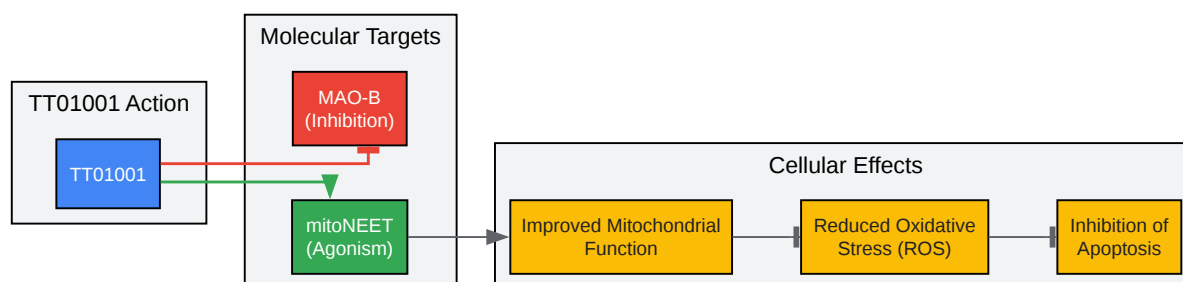 Molecular Targets
TT01001 Action
MAO-B
(Inhibition)
TT01001
mitoNEET
(Agonism)
Cellular Effects
Improved Mitochondrial
Function
Reduced Oxidative
Stress (ROS)
Inhibition of
Apoptosis